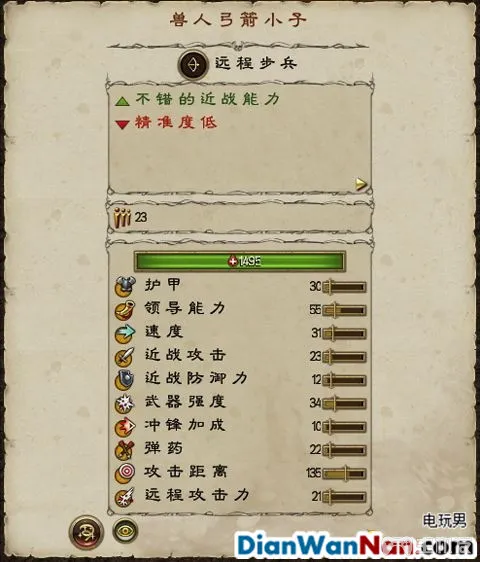 兽人弓箭小子
远程步兵
不错的近战能力
精准度低
23
1495
护甲 30
领导能力 55
速度 31
近战攻击 23
近战防御力 12
武器强度 34
冲锋加成 10
弹药 22
攻击距离 135
远程攻击力 21
电玩男
DianWanNan.com